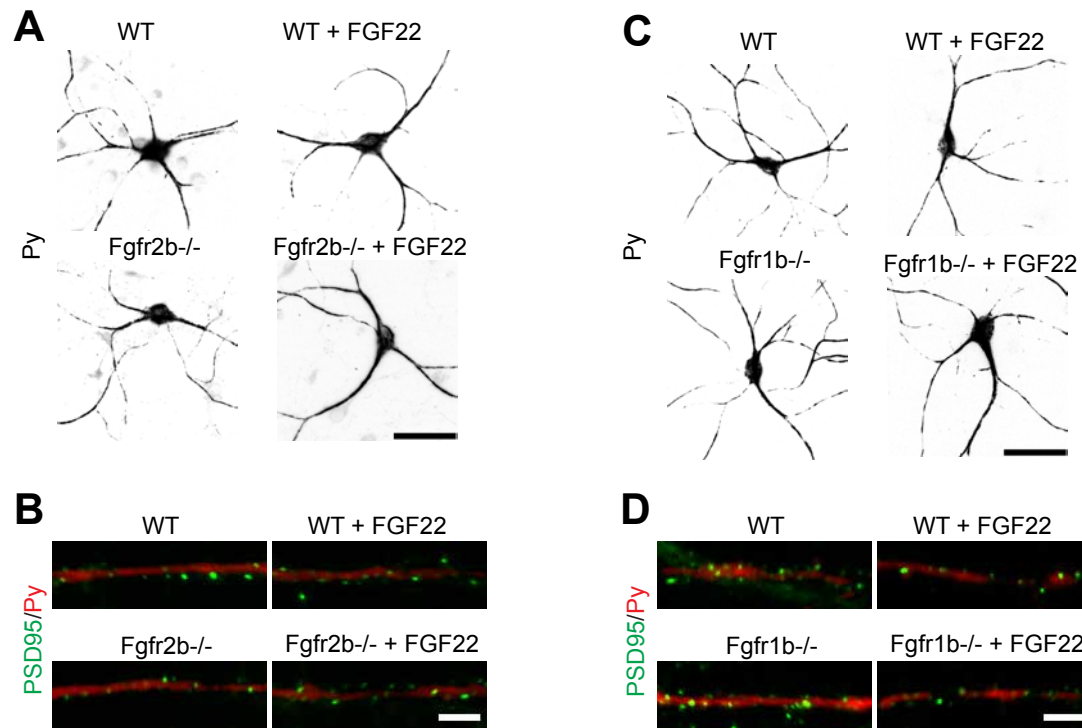 A
WT
WT + FGF22
Py
Fgfr2b-/-
Fgfr2b-/- + FGF22
B
WT
WT + FGF22
PSD95/Py
Fgfr2b-/-
Fgfr2b-/- + FGF22
C
WT
WT + FGF22
Py
Fgfr1b-/-
Fgfr1b-/- + FGF22
D
WT
WT + FGF22
PSD95/Py
Fgfr1b-/-
Fgfr1b-/- + FGF22